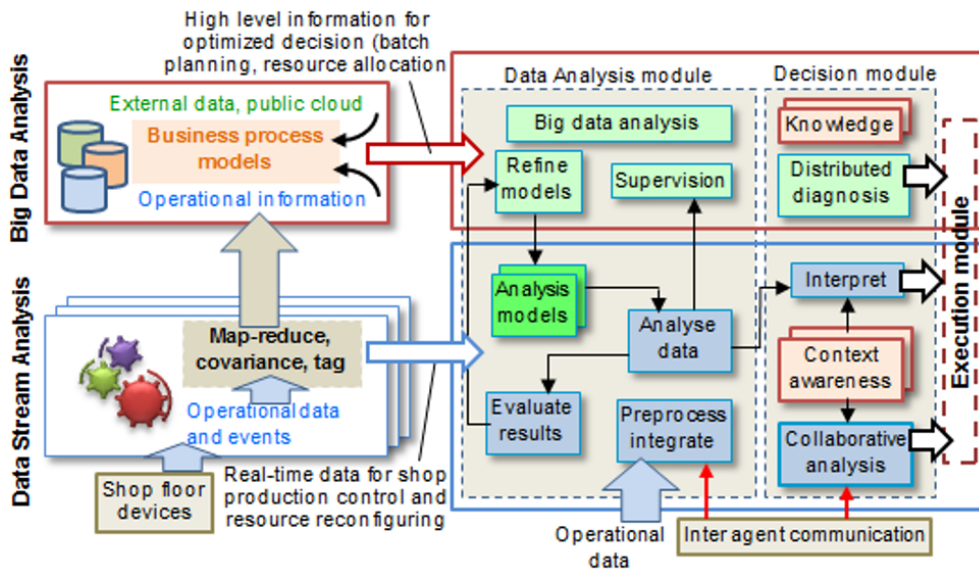 High level information for
optimized decision (batch
planning, resource allocation
Big Data Analysis
External data, public cloud
Business process
models
Operational information
Data Stream Analysis
Map-reduce,
covariance, tag
Operational data
and events
Shop floor
devices
Real-time data for shop
production control and
resource reconfiguring
Data Analysis module
Big data analysis
Refine
models
Supervision
Analysis
models
Analyse
data
Evaluate
results
Preprocess
integrate
Operational
data
Decision module
Knowledge
Distributed
diagnosis
Interpret
Context
awareness
Collaborative
analysis
Inter agent communication
Execution module